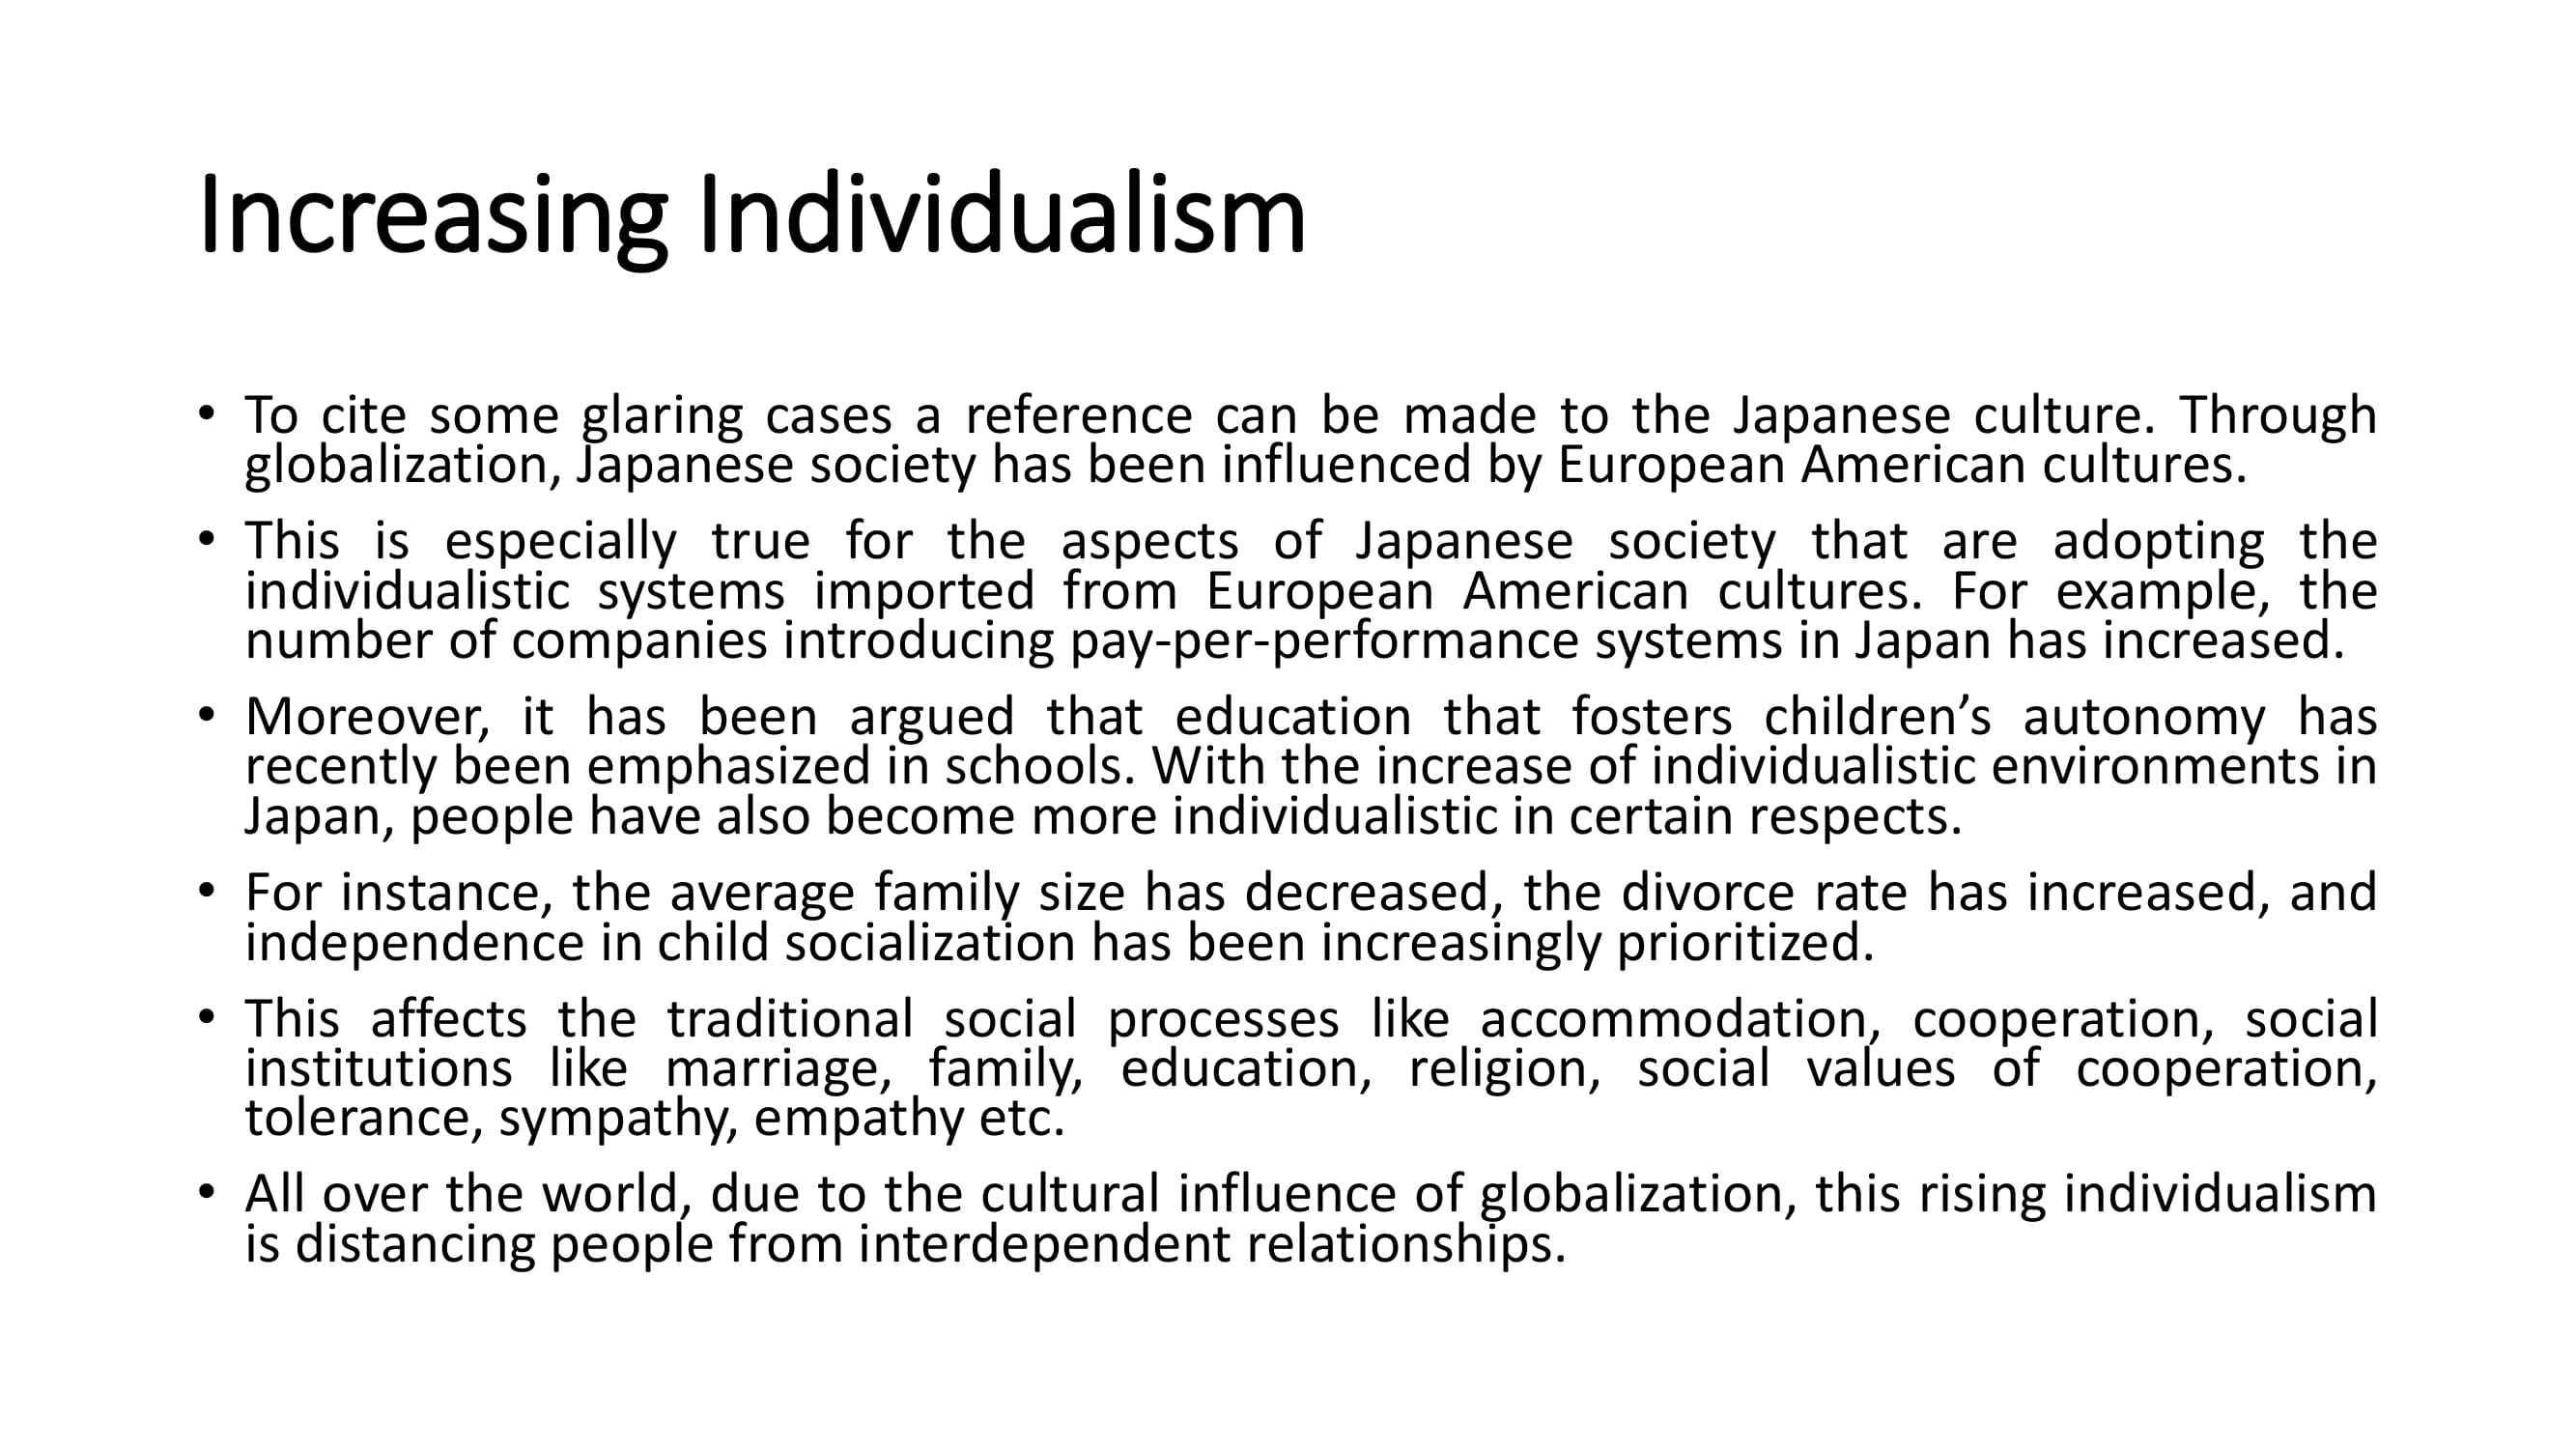 Increasing Individualism
• To cite some glaring cases a reference can be made to the Japanese culture. Through
globalization, Japanese society has been influenced by European American cultures.
• This is especially true for the aspects of Japanese society that are adopting the
individualistic systems imported from European American cultures. For example, the
number of companies introducing pay-per-performance systems in Japan has increased.
• Moreover, it has been argued that education that fosters children’s autonomy has
recently been emphasized in schools. With the increase of individualistic environments in
Japan, people have also become more individualistic in certain respects.
• For instance, the average family size has decreased, the divorce rate has increased, and
independence in child socialization has been increasingly prioritized.
• This affects the traditional social processes like accommodation, cooperation, social
institutions like marriage, family, education, religion, social values of cooperation,
tolerance, sympathy, empathy etc.
• All over the world, due to the cultural influence of globalization, this rising individualism
is distancing people from interdependent relationships.